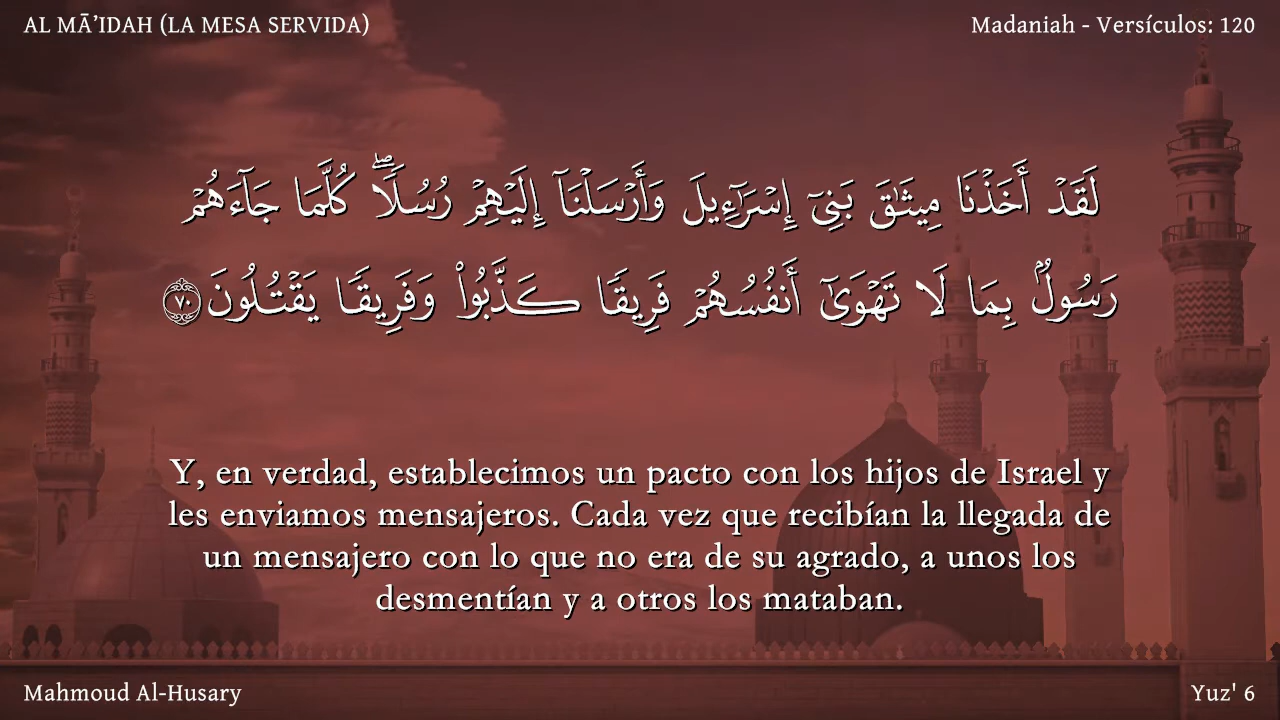 AL MĀ’IDAH (LA MESA SERVIDA)
Madaniah - Versículos: 120
لَقَدۡ أَخَذۡنَا مِيثَٰقَ بَنِيٓ إِسۡرَٰٓءِيلَ وَأَرۡسَلۡنَآ إِلَيۡهِمۡ رُسُلٗاۖ كُلَّمَا جَآءَهُمۡ
رَسُولُۢ بِمَا لَا تَهۡوَىٰٓ أَنفُسُهُمۡ فَرِيقٗا كَذَّبُواْ وَفَرِيقٗا يَقۡتُلُونَ ٧٠
Y, en verdad, establecimos un pacto con los hijos de Israel y
les enviamos mensajeros. Cada vez que recibían la llegada de
un mensajero con lo que no era de su agrado, a unos los
desmentían y a otros los mataban.
Mahmoud Al-Husary
Yuz' 6